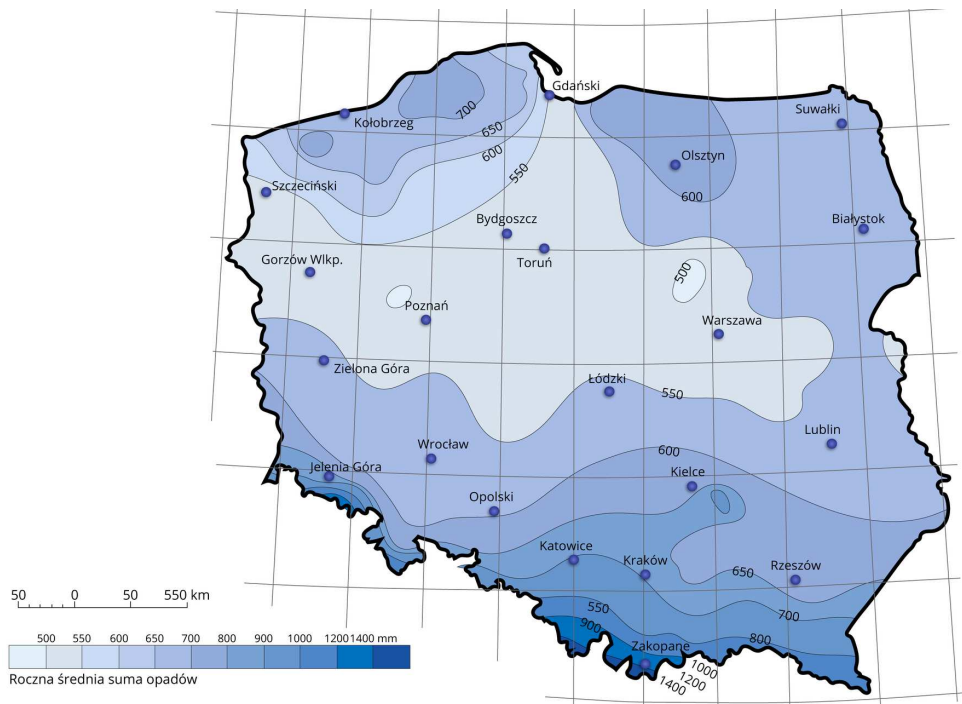 Gdański
Suwałki
700
Kołobrzeg
650
600
Olsztyn
550
Szczeciński
600
Bydgoszcz
Białystok
Toruń
Gorzów Wlkp.
500
Poznań
Warszawa
Zielona Góra
Łódzki
550
Lublin
Wrocław
600
Jelenia Góra
Kielce
Opolski
Katowice
Kraków
650
Rzeszów
50 0 50 550 km
550
700
900
800
500 550 600 650 700 800 900 1000 1200 1400 mm
Zakopane
1000
Roczna średnia suma opadów
1200
1400